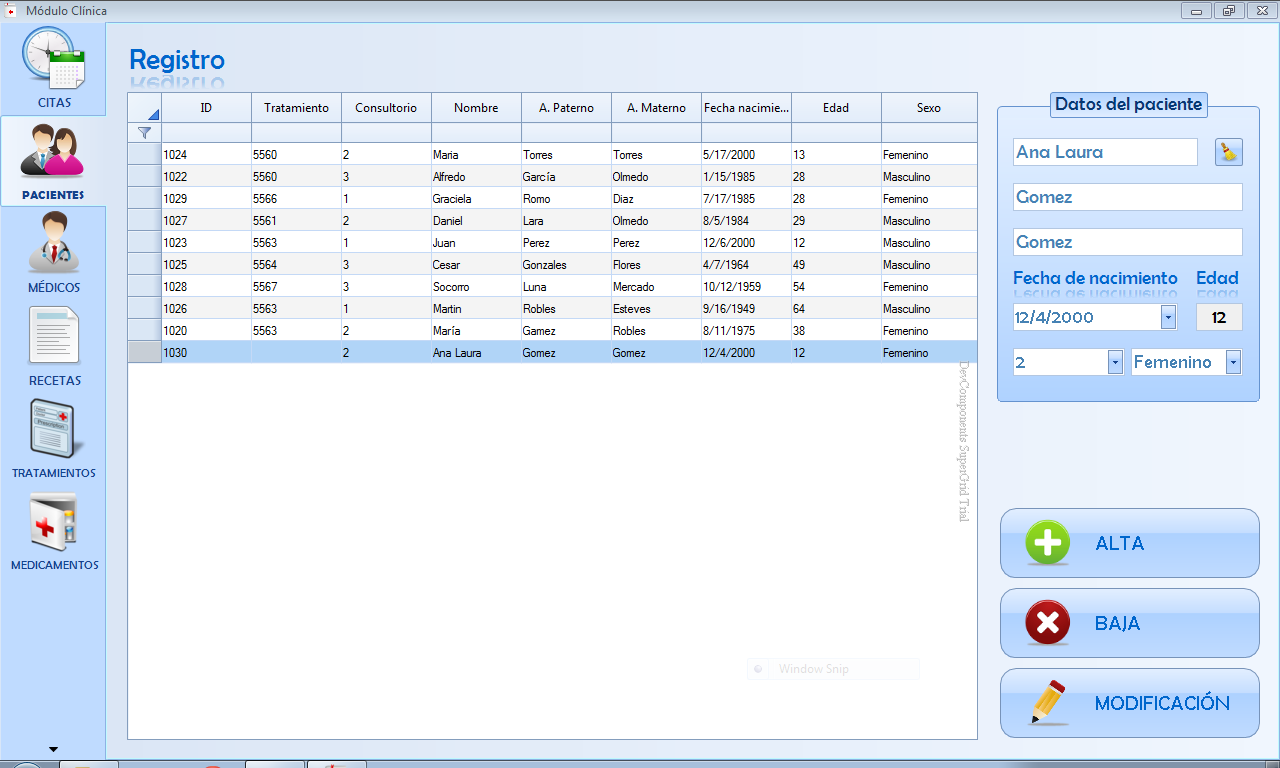 Módulo Clínica
CITAS
PACIENTES
MÉDICOS
RECETAS
Prescription
TRATAMIENTOS
MEDICAMENTOS
Registro
ID Tratamiento Consultorio Nombre A. Paterno A. Materno Fecha nacimie... Edad Sexo
1024 5560 2 Maria Torres Torres 5/17/2000 13 Femenino
1022 5560 3 Alfredo García Olmedo 1/15/1985 28 Masculino
1029 5566 1 Graciela Romo Diaz 7/17/1985 28 Femenino
1027 5561 2 Daniel Lara Olmedo 8/5/1984 29 Masculino
1023 5563 1 Juan Perez Perez 12/6/2000 12 Masculino
1025 5564 3 Cesar Gonzales Flores 4/7/1964 49 Masculino
1028 5567 3 Socorro Luna Mercado 10/12/1959 54 Femenino
1026 5563 1 Martin Robles Esteves 9/16/1949 64 Masculino
1020 5563 2 María Gamez Robles 8/11/1975 38 Femenino
1030 2 Ana Laura Gomez Gomez 12/4/2000 12 Femenino
DevComponents SuperGrid Trial
Window Snip
Datos del paciente
Ana Laura
Gomez
Gomez
Fecha de nacimiento Edad
12/4/2000 12
2 Femenino
ALTA
BAJA
MODIFICACIÓN